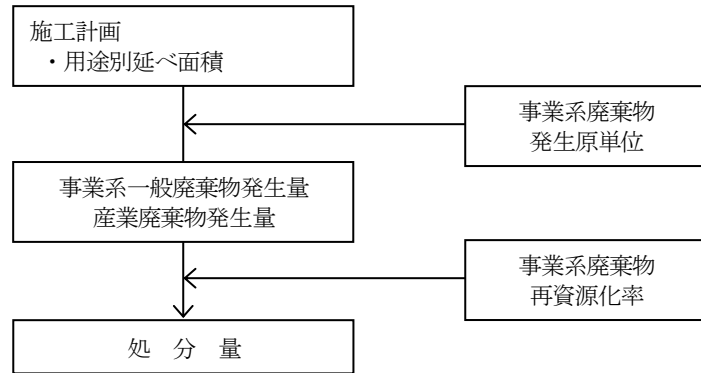 施工計画
・用途別延べ面積
事業系廃棄物
発生原単位
事業系一般廃棄物発生量
産業廃棄物発生量
事業系廃棄物
再資源化率
処 分 量